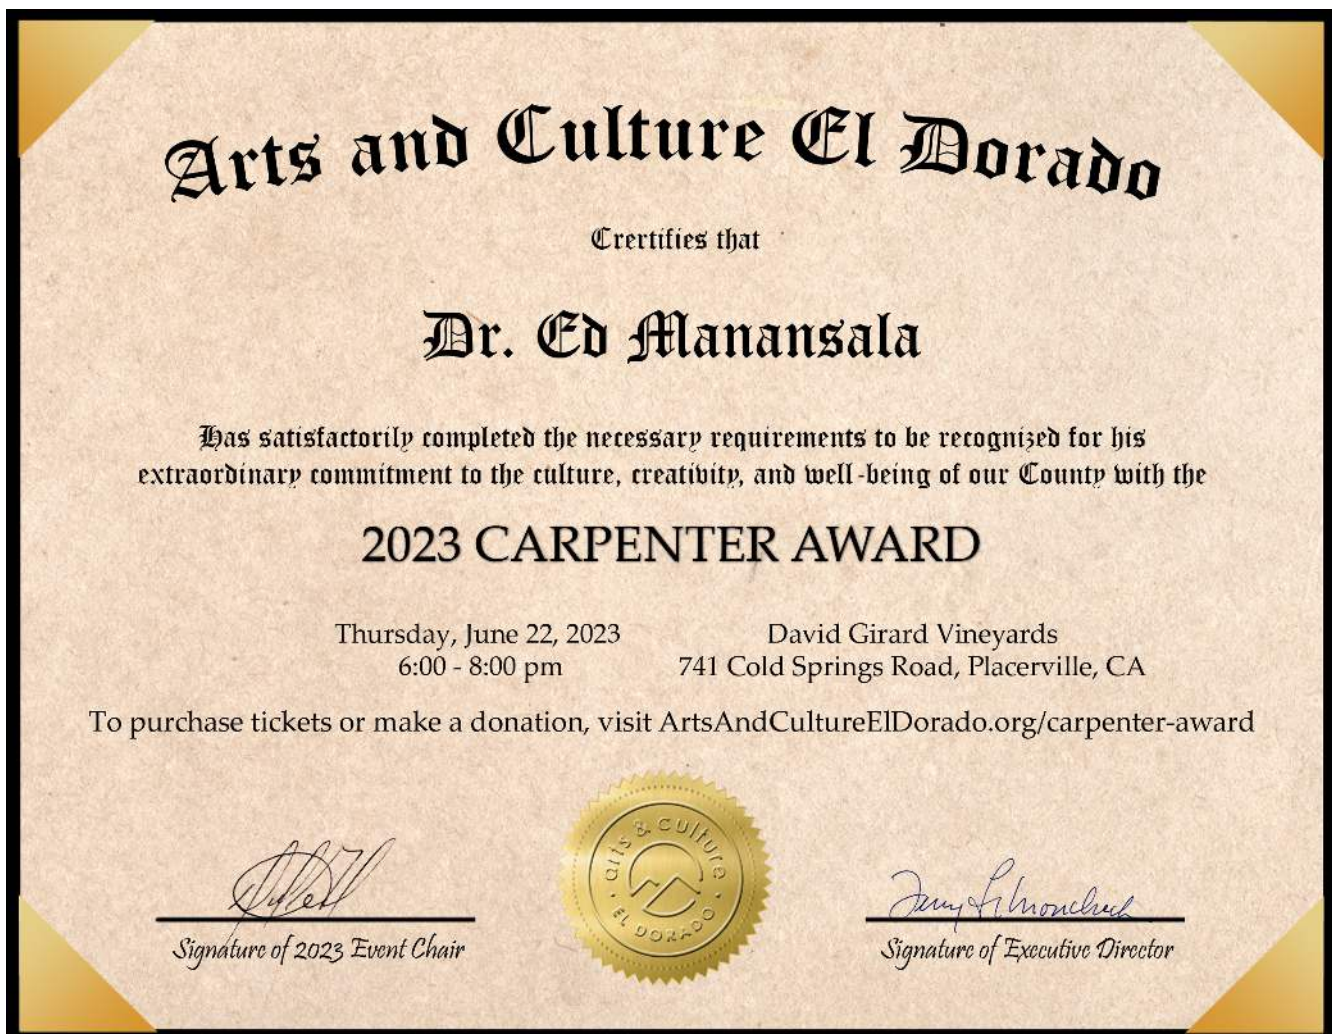 Arts and Culture El Dorado
Crertifies that
Dr. Ed Manansala
Has satisfactorily completed the necessary requirements to be recognized for his
extraordinary commitment to the culture, creativity, and well-being of our County with the
2023 CARPENTER AWARD
Thursday, June 22, 2023
6:00 - 8:00 pm
David Girard Vineyards
741 Cold Springs Road, Placerville, CA
To purchase tickets or make a donation, visit ArtsAndCultureElDorado.org/carpenter-award
arts & culture
EL DORADO
Signature of 2023 Event Chair
Signature of Executive Director